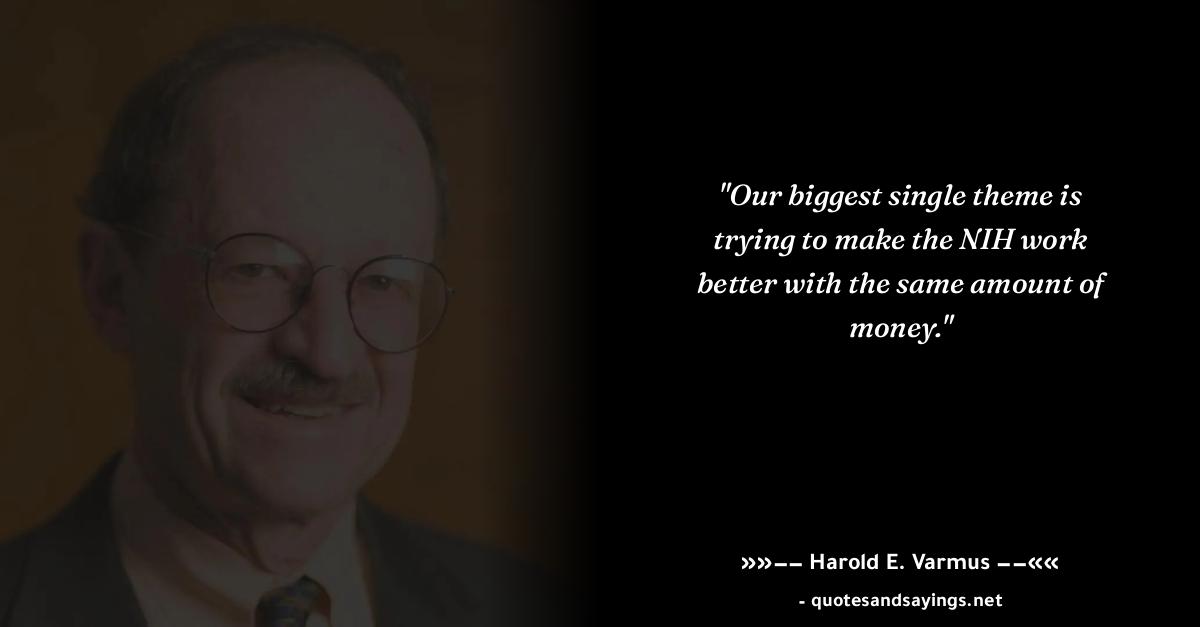 "Our biggest single theme is
trying to make the NIH work
better with the same amount of
money."
»»−− Harold E. Varmus −−««
- quotesandsayings.net